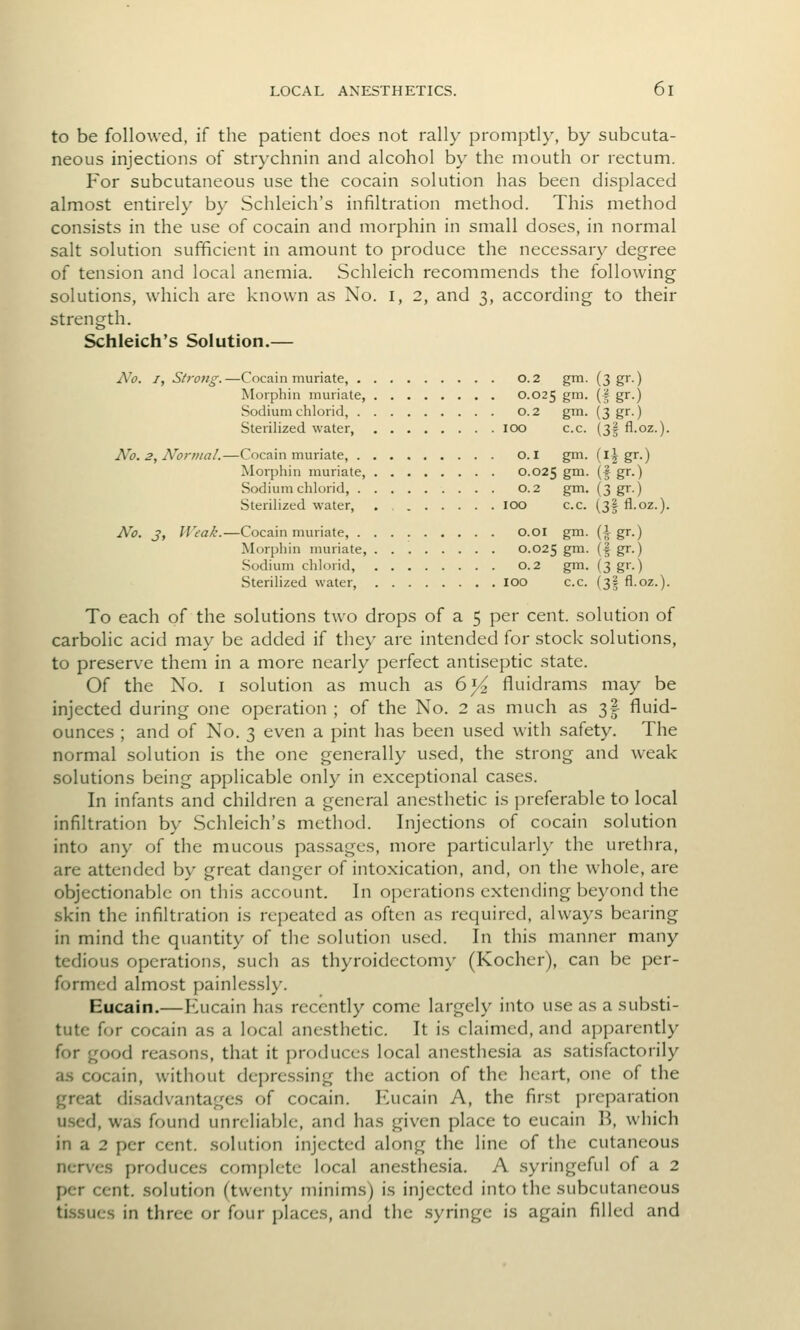 LOCAL ANESTHETICS. 61
to be followed, if the patient does not rally promptly, by subcuta-
neous injections of strychnin and alcohol by the mouth or rectum.
For subcutaneous use the cocain solution has been displaced
almost entirely by Schleich's infiltration method. This method
consists in the use of cocain and morphin in small doses, in normal
salt solution sufficient in amount to produce the necessary degree
of tension and local anemia. Schleich recommends the following
solutions, which are known as No. 1, 2, and 3, according to their
strength.
Schleich's Solution.—
No. 1, Strong.—Cocain muriate, . . . . . . . . . 0.2 gm. (3 gr.)
Morphin muriate, . . . . . . . . 0.025 gm. (⅜ gr.)
Sodium chlorid, . . . . . . . . . 0.2 gm. (3 gr.)
Sterilized water, . . . . . . . . 100 c.c. (3⅜ fl.oz.).
No. 2, Normal.—Cocain muriate, . . . . . . . . . 0.1 gm. (1½ gr.)
Morphin muriate, . . . . . . . . 0.025 gm. (⅜ gr.)
Sodium chlorid, . . . . . . . . . 0.2 gm. (3 gr.)
Sterilized water, . . . . . . . . 100 c.c. (3⅜ fl.oz.).
No. 3, Weak.—Cocain muriate, . . . . . . . . . 0.01 gm. (⅙ gr.)
Morphin muriate, . . . . . . . . 0.025 gm. (⅜ gr.)
Sodium chlorid, . . . . . . . . 0.2 gm. (3 gr.)
Sterilized water, . . . . . . . . 100 c.c. (3⅜ fl.oz.).
To each of the solutions two drops of a 5 per cent. solution of
carbolic acid may be added if they are intended for stock solutions,
to preserve them in a more nearly perfect antiseptic state.
Of the No. 1 solution as much as 6½ fluidrams may be
injected during one operation ; of the No. 2 as much as 3⅜ fluid-
ounces ; and of No. 3 even a pint has been used with safety. The
normal solution is the one generally used, the strong and weak
solutions being applicable only in exceptional cases.
In infants and children a general anesthetic is preferable to local
infiltration by Schleich's method. Injections of cocain solution
into any of the mucous passages, more particularly the urethra,
are attended by great danger of intoxication, and, on the whole, are
objectionable on this account. In operations extending beyond the
skin the infiltration is repeated as often as required, always bearing
in mind the quantity of the solution used. In this manner many
tedious operations, such as thyroidectomy (Kocher), can be per-
formed almost painlessly.
Eucain.—Eucain has recently come largely into use as a substi-
tute for cocain as a local anesthetic. It is claimed, and apparently
for good reasons, that it produces local anesthesia as satisfactorily
as cocain, without depressing the action of the heart, one of the
great disadvantages of cocain. Eucain A, the first preparation
used, was found unreliable, and has given place to eucain B, which
in a 2 per cent. solution injected along the line of the cutaneous
nerves produces complete local anesthesia. A syringeful of a 2
per cent. solution (twenty minims) is injected into the subcutaneous
tissues in three or four places, and the syringe is again filled and